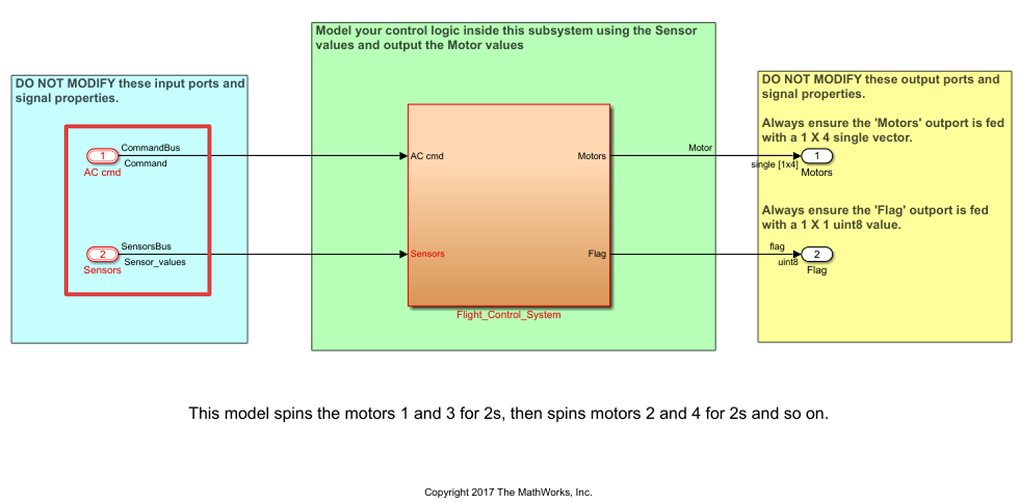 Model your control logic inside this subsystem using the Sensor
values and output the Motor values
DO NOT MODIFY these input ports and
signal properties.
1
CommandBus
Command
AC cmd
2
SensorsBus
Sensor_values
Sensors
AC cmd
Motors
Sensors
Flag
Flight_Control_System
DO NOT MODIFY these output ports and
signal properties.
Always ensure the 'Motors' outport is fed
with a 1 X 4 single vector.
Motor
single [1x4]
1
Motors
Always ensure the 'Flag' outport is fed
with a 1 X 1 uint8 value.
flag
uint8
2
Flag
This model spins the motors 1 and 3 for 2s, then spins motors 2 and 4 for 2s and so on.
Copyright 2017 The MathWorks, Inc.